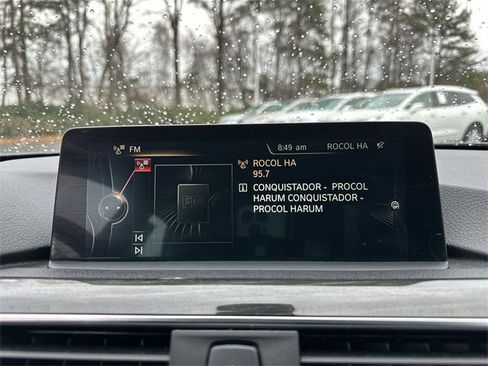 FM
8:49 am ROCOL HA
ROCOL HA
95.7
CONQUISTADOR - PROCOL
HARUM CONQUISTADOR -
PROCOL HARUM
FM